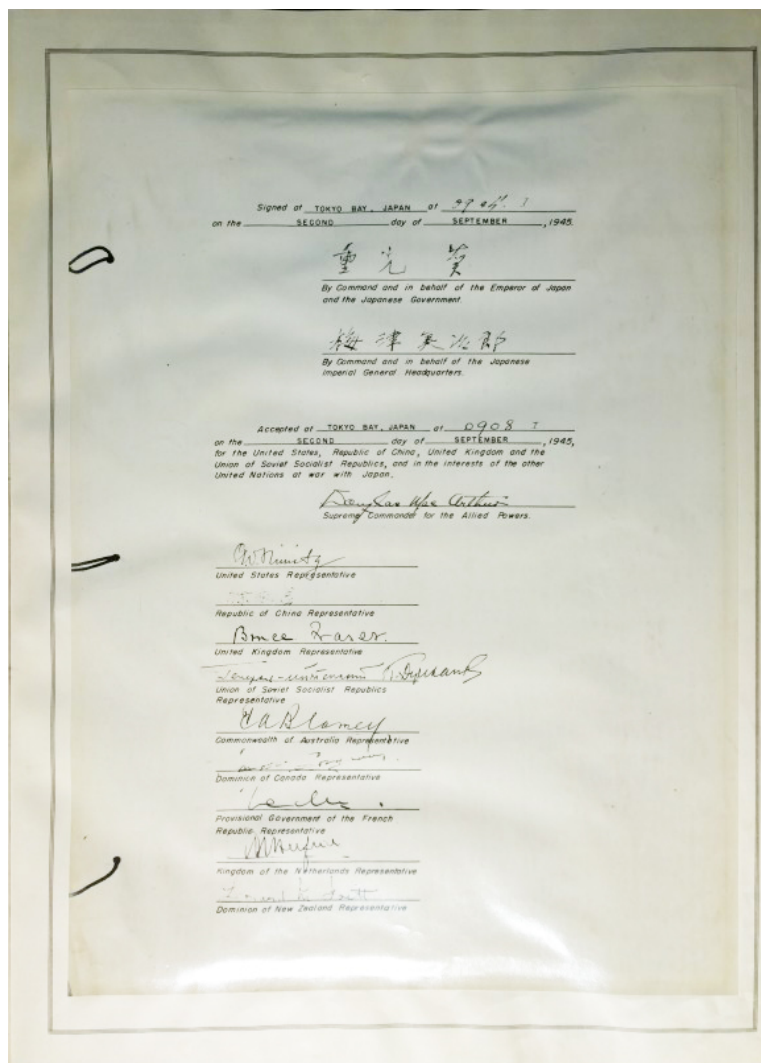 Signed at TOKYO BAY, JAPAN at 0904 I
on the SECOND day of SEPTEMBER, 1945.
重光葵
By Command and in behalf of the Emperor of Japan
and the Japanese Government.
梅津美治郎
By Command and in behalf of the Japanese
Imperial General Headquarters.
Accepted at TOKYO BAY, JAPAN at 0908 I
on the SECOND day of SEPTEMBER, 1945,
for the United States, Republic of China, United Kingdom and the
Union of Soviet Socialist Republics, and in the interests of the other
United Nations at war with Japan.
Douglas MacArthur
Supreme Commander for the Allied Powers.
C.W. Nimitz
United States Representative
Republic of China Representative
Bruce Fraser
United Kingdom Representative
Union of Soviet Socialist Republics
Representative
T.A. Blamey
Commonwealth of Australia Representative
Dominion of Canada Representative
Provisional Government of the French
Republic Representative
Kingdom of the Netherlands Representative
Dominion of New Zealand Representative